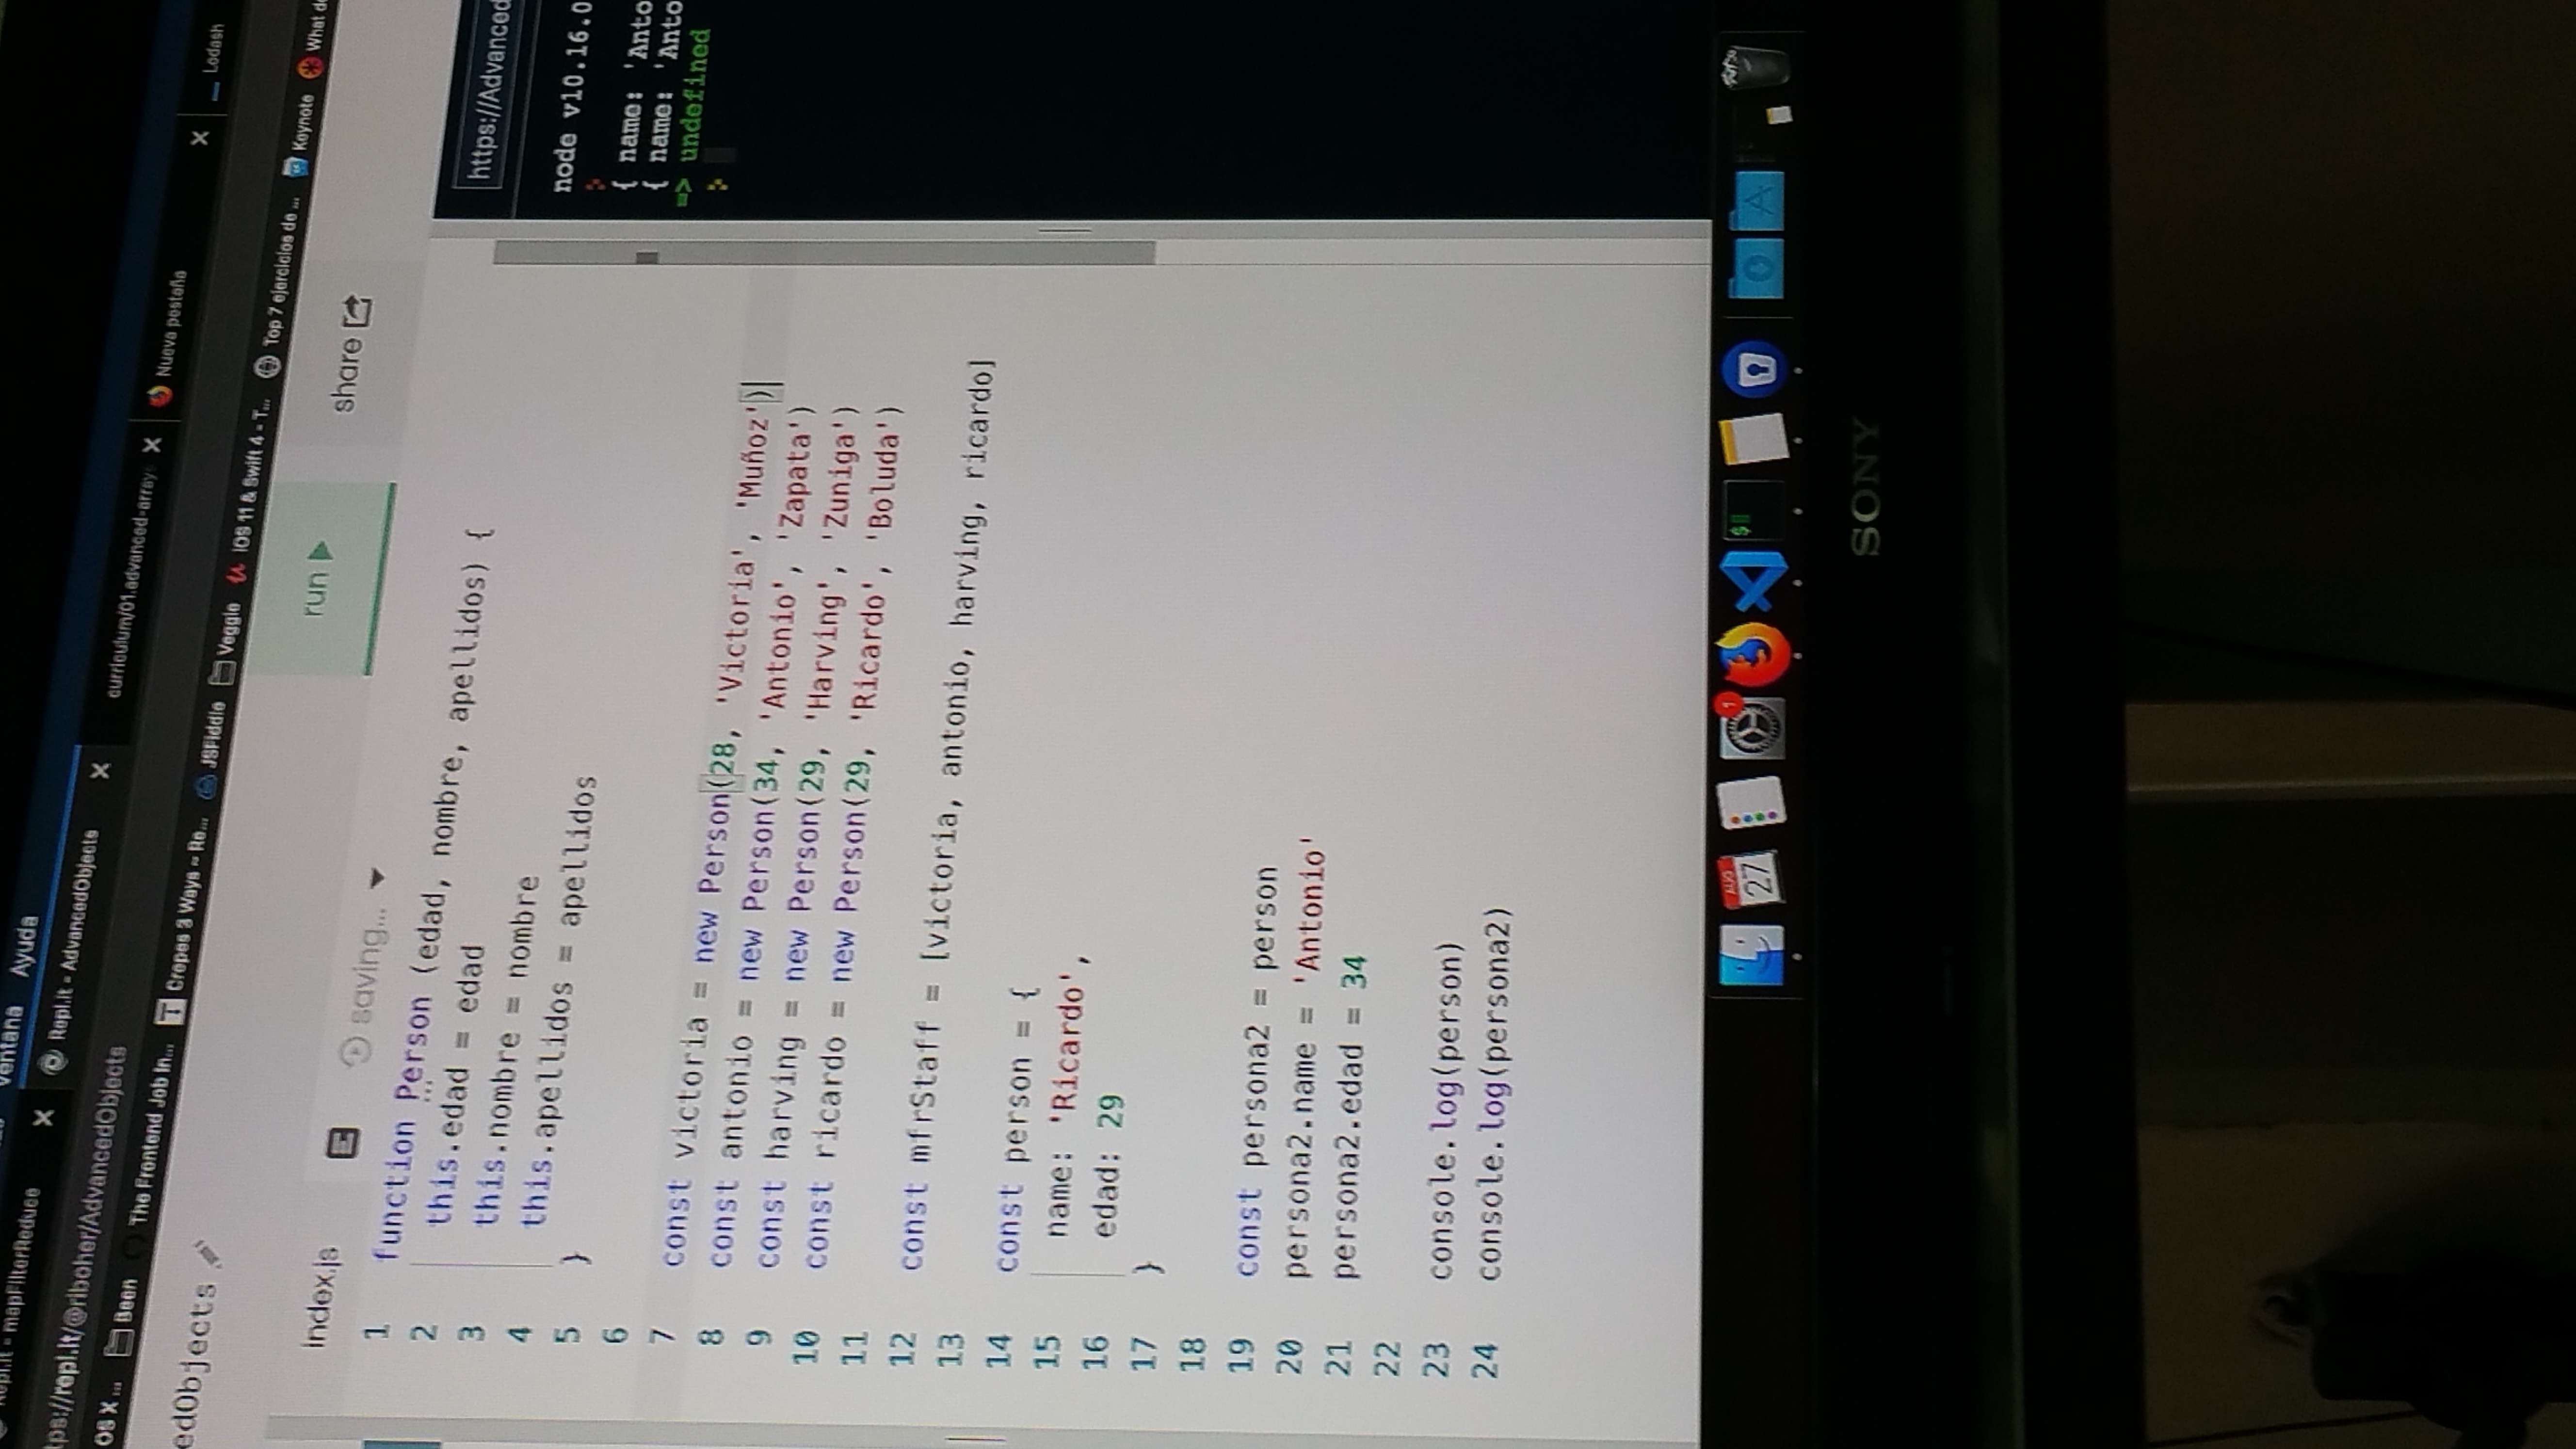 Repl.it - mapFilterReduce
Ventana Ayuda
Repl.it - AdvancedObjects
curriculum/01.advanced-array
Nueva pestaña
Lodash
tps://repl.it/@riboher/AdvancedObjects
OS X ... Been The Frontend Job In... Crepes 3 Ways ~ Re... JSFiddle Veggie iOS 11 & Swift 4 - T... Top 7 ejercicios de ... Keynote What do
edObjects
run
share
index.js
saving...
1 function Person (edad, nombre, apellidos) {
2 this.edad = edad
3 this.nombre = nombre
4 this.apellidos = apellidos
5 }
6
7 const victoria = new Person(28, 'Victoria', 'Muñoz')
8 const antonio = new Person(34, 'Antonio', 'Zapata')
9 const harving = new Person(29, 'Harving', 'Zuniga')
10 const ricardo = new Person(29, 'Ricardo', 'Boluda')
11
12 const mfrStaff = [victoria, antonio, harving, ricardo]
13
14 const person = {
15 name: 'Ricardo',
16 edad: 29
17 }
18
19 const persona2 = person
20 persona2.name = 'Antonio'
21 persona2.edad = 34
22
23 console.log(person)
24 console.log(persona2)
https://Advanced
node v10.16.0
{ name: 'Anto
{ name: 'Anto
=> undefined
AUG
27
1
$
SONY